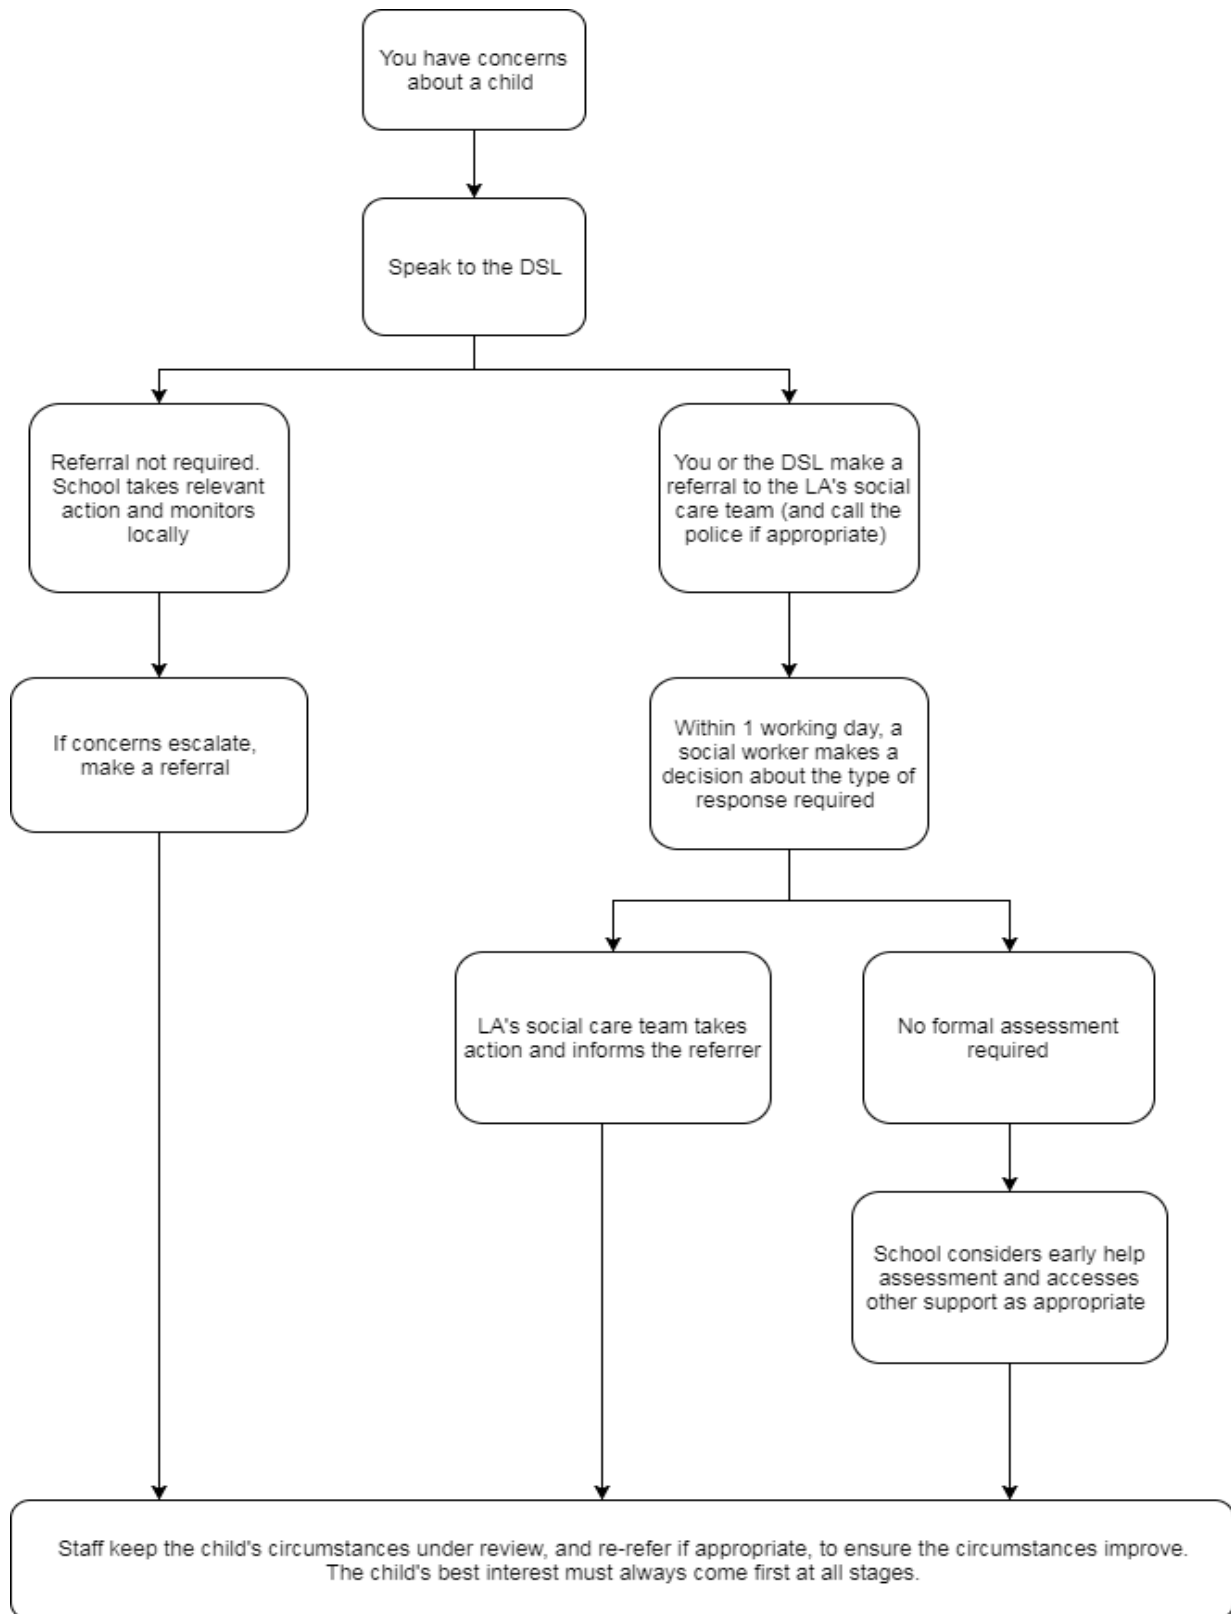 You have concerns
about a child
Speak to the DSL
Referral not required.
School takes relevant
action and monitors
locally
You or the DSL make a
referral to the LA's social
care team (and call the
police if appropriate)
If concerns escalate,
make a referral
Within 1 working day, a
social worker makes a
decision about the type of
response required
LA's social care team takes
action and informs the referrer
No formal assessment
required
School considers early help
assessment and accesses
other support as appropriate
Staff keep the child's circumstances under review, and re-refer if appropriate, to ensure the circumstances improve.
The child's best interest must always come first at all stages.